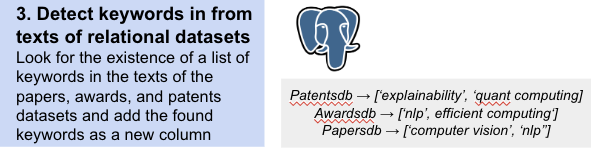 3. Detect keywords in from
texts of relational datasets
Look for the existence of a list of
keywords in the texts of the
papers, awards, and patents
datasets and add the found
keywords as a new column
Patentsdb → ['explainability', 'quant computing]
Awardsdb → ['nlp', efficient computing']
Papersdb → ['computer vision', 'nlp'']